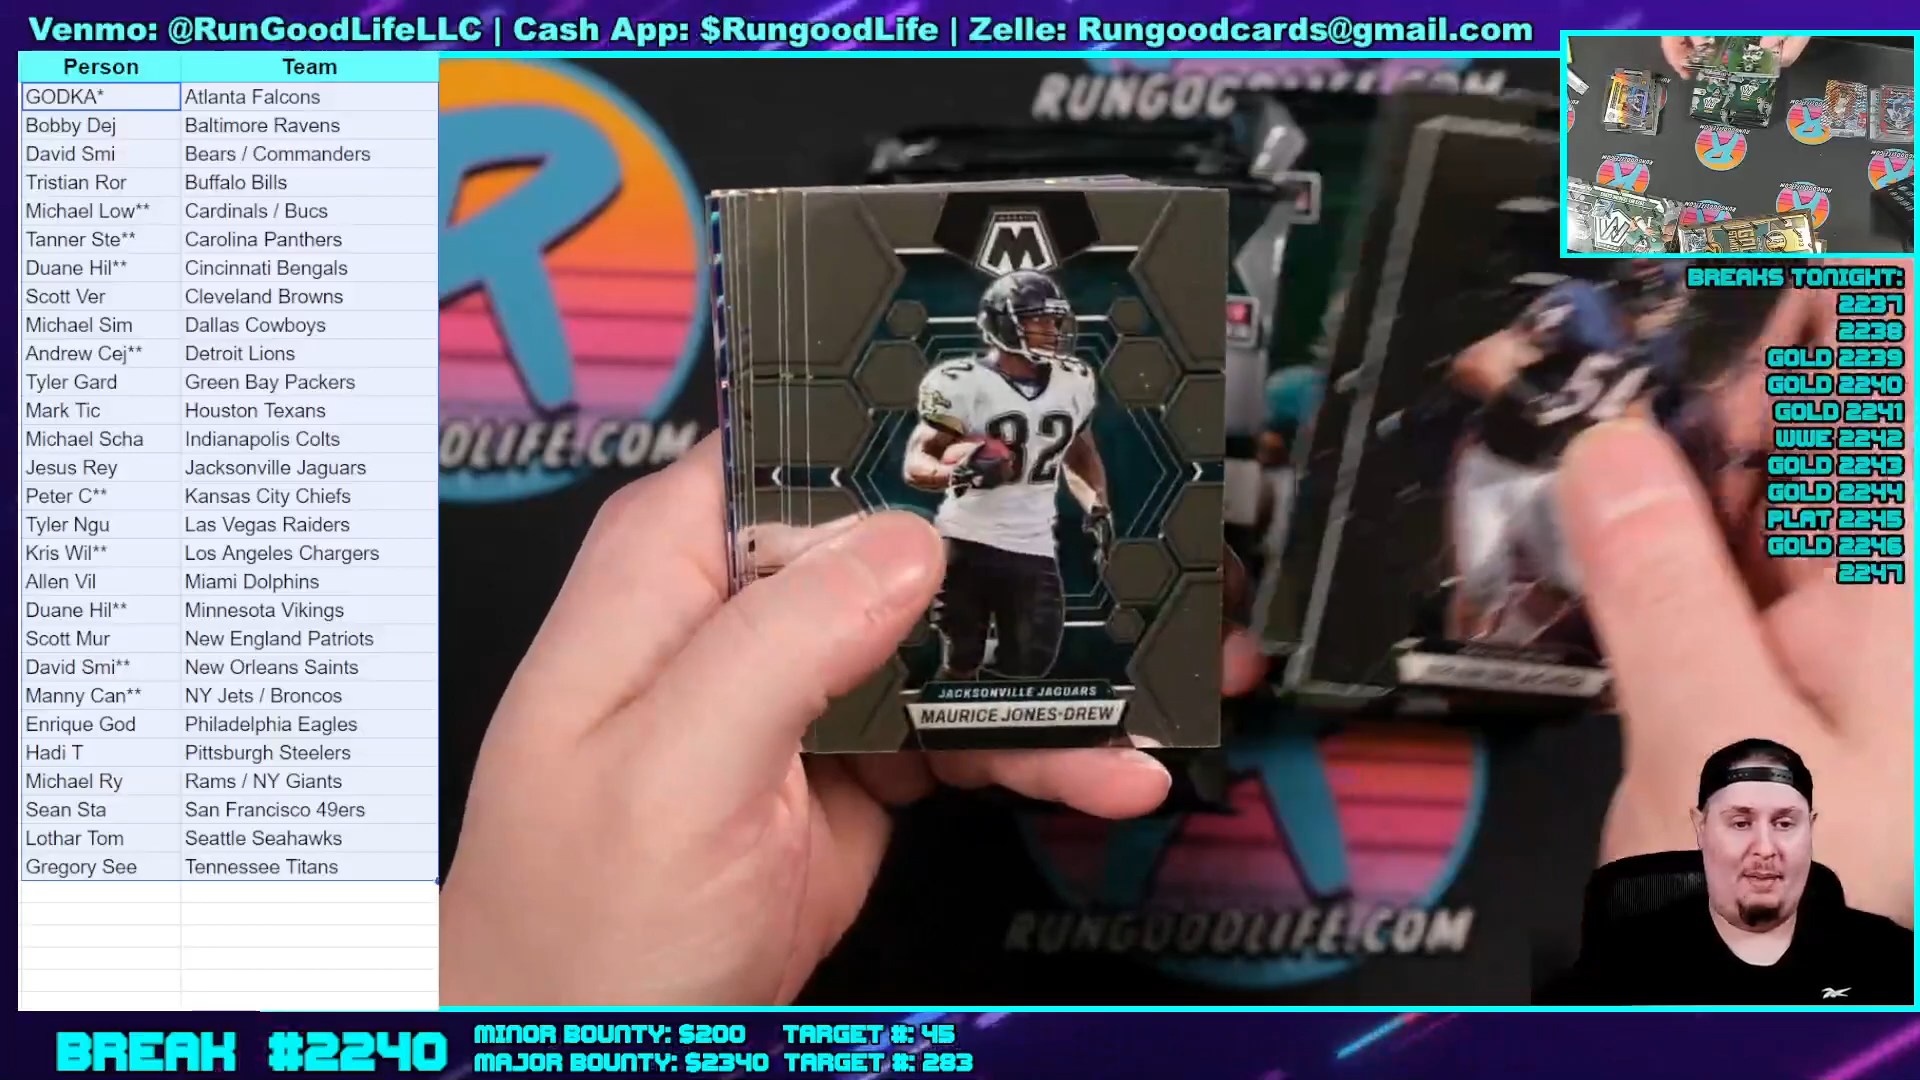 Venmo: @RunGoodLifeLLC | Cash App: $RungoodLife | Zelle: Rungoodcards@gmail.com
Person Team
GODKA* Atlanta Falcons
Bobby Dej Baltimore Ravens
David Smi Bears / Commanders
Tristian Ror Buffalo Bills
Michael Low** Cardinals / Bucs
Tanner Ste** Carolina Panthers
Duane Hil** Cincinnati Bengals
Scott Ver Cleveland Browns
Michael Sim Dallas Cowboys
Andrew Cej** Detroit Lions
Tyler Gard Green Bay Packers
Mark Tic Houston Texans
Michael Scha Indianapolis Colts
Jesus Rey Jacksonville Jaguars
Peter C** Kansas City Chiefs
Tyler Ngu Las Vegas Raiders
Kris Wil** Los Angeles Chargers
Allen Vil Miami Dolphins
Duane Hil** Minnesota Vikings
Scott Mur New England Patriots
David Smi** New Orleans Saints
Manny Can** NY Jets / Broncos
Enrique God Philadelphia Eagles
Hadi T Pittsburgh Steelers
Michael Ry Rams / NY Giants
Sean Sta San Francisco 49ers
Lothar Tom Seattle Seahawks
Gregory See Tennessee Titans
M
32
JACKSONVILLE JAGUARS
MAURICE JONES-DREW
RUNGOODLIFE.COM
BREAKS TONIGHT:
2237
2238
GOLD 2239
GOLD 2240
GOLD 2241
WWE 2242
GOLD 2243
GOLD 2244
PLAT 2245
GOLD 2246
2247
BREAK #2240
MINOR BOUNTY: $200 TARGET #: 45
MAJOR BOUNTY: $2340 TARGET #: 283